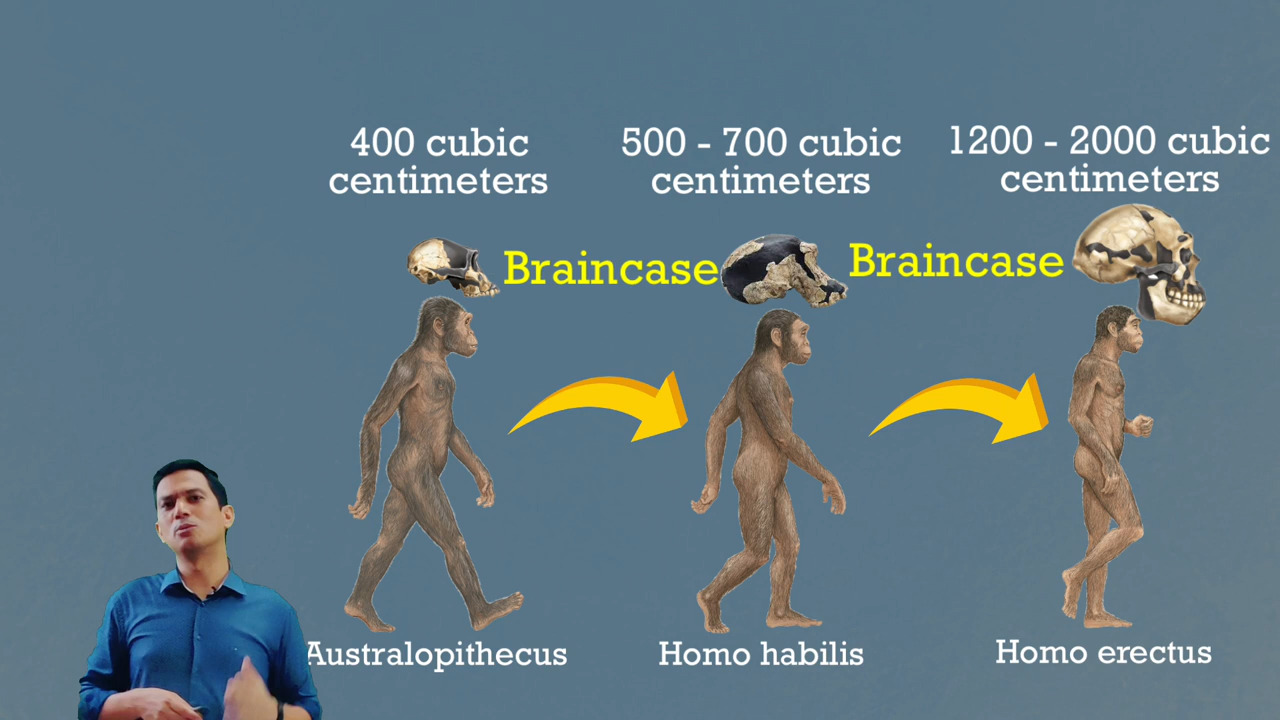 400 cubic
centimeters
500 - 700 cubic
centimeters
1200 - 2000 cubic
centimeters
Braincase
Braincase
Australopithecus
Homo habilis
Homo erectus